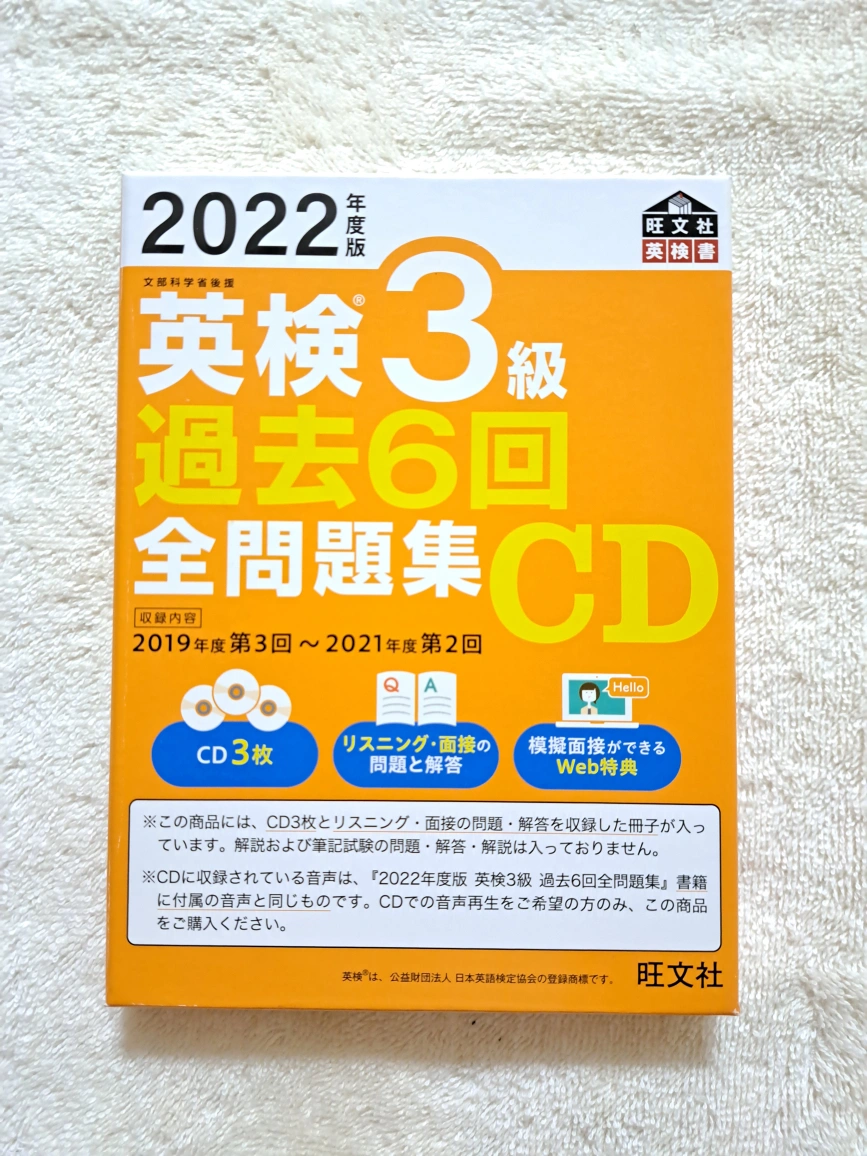 2022年度版
旺文社
英検書
文部科学省後援
英検®3級
過去6回
全問題集CD
収録内容
2019年度第3回～2021年度第2回
CD3枚
Q A
リスニング・面接の
問題と解答
Hello
模擬面接ができる
Web特典
※この商品には、CD3枚とリスニング・面接の問題・解答を収録した冊子が入っ
ています。解説および筆記試験の問題・解答・解説は入っておりません。
※CDに収録されている音声は、『2022年度版 英検3級 過去6回全問題集』書籍
に付属の音声と同じものです。CDでの音声再生をご希望の方のみ、この商品
をご購入ください。
英検®は、公益財団法人 日本英語検定協会の登録商標です。
旺文社